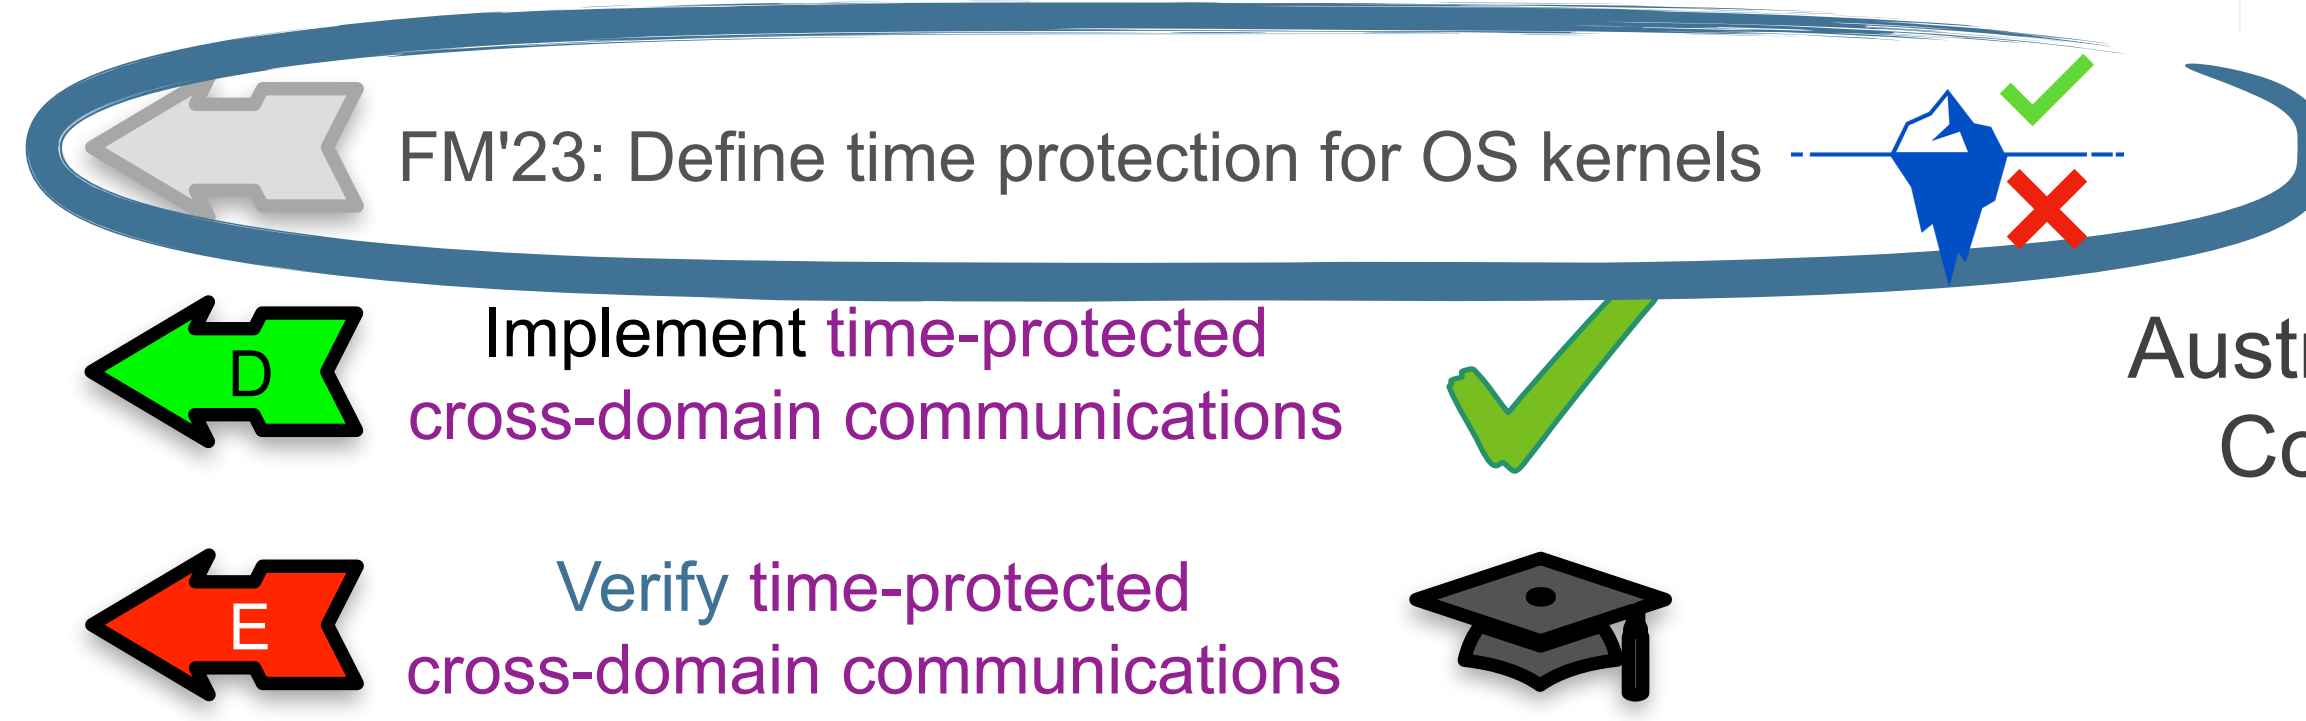 FM'23: Define time protection for OS kernels
D
Implement time-protected
cross-domain communications
E
Verify time-protected
cross-domain communications